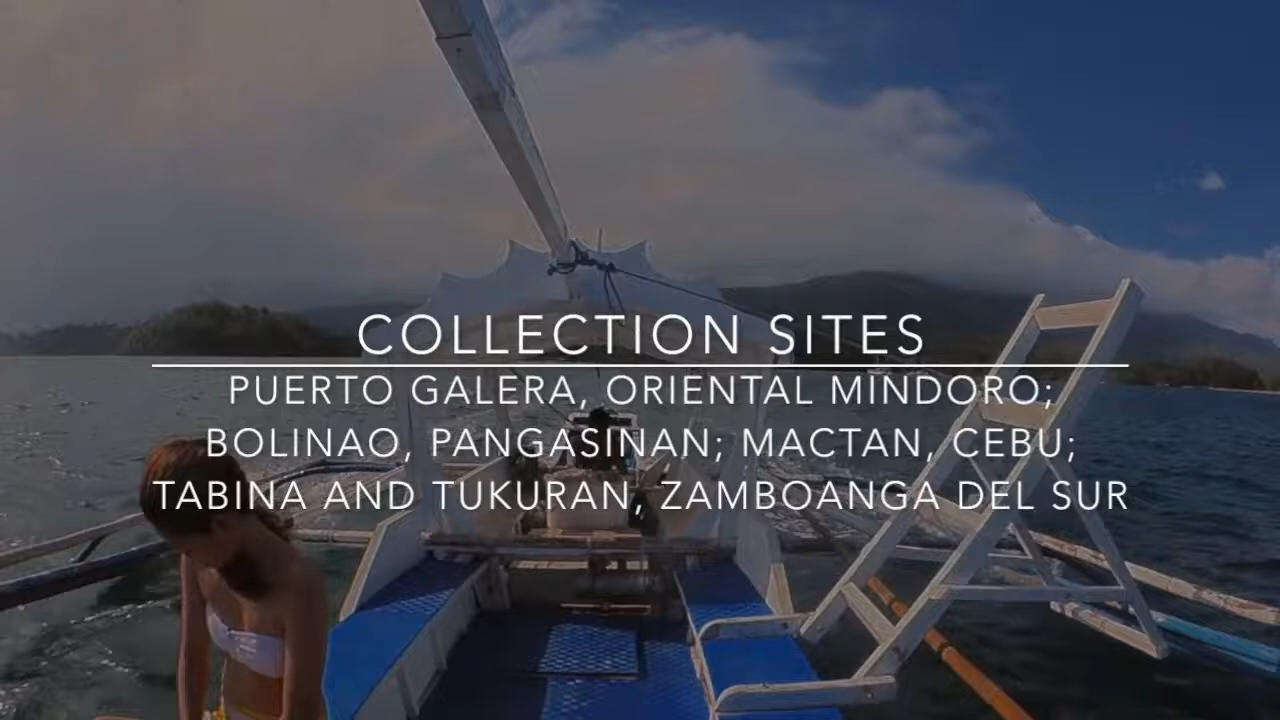 COLLECTION SITES
PUERTO GALERA, ORIENTAL MINDORO;
BOLINAO, PANGASINAN; MACTAN, CEBU;
TABINA AND TUKURAN, ZAMBOANGA DEL SUR